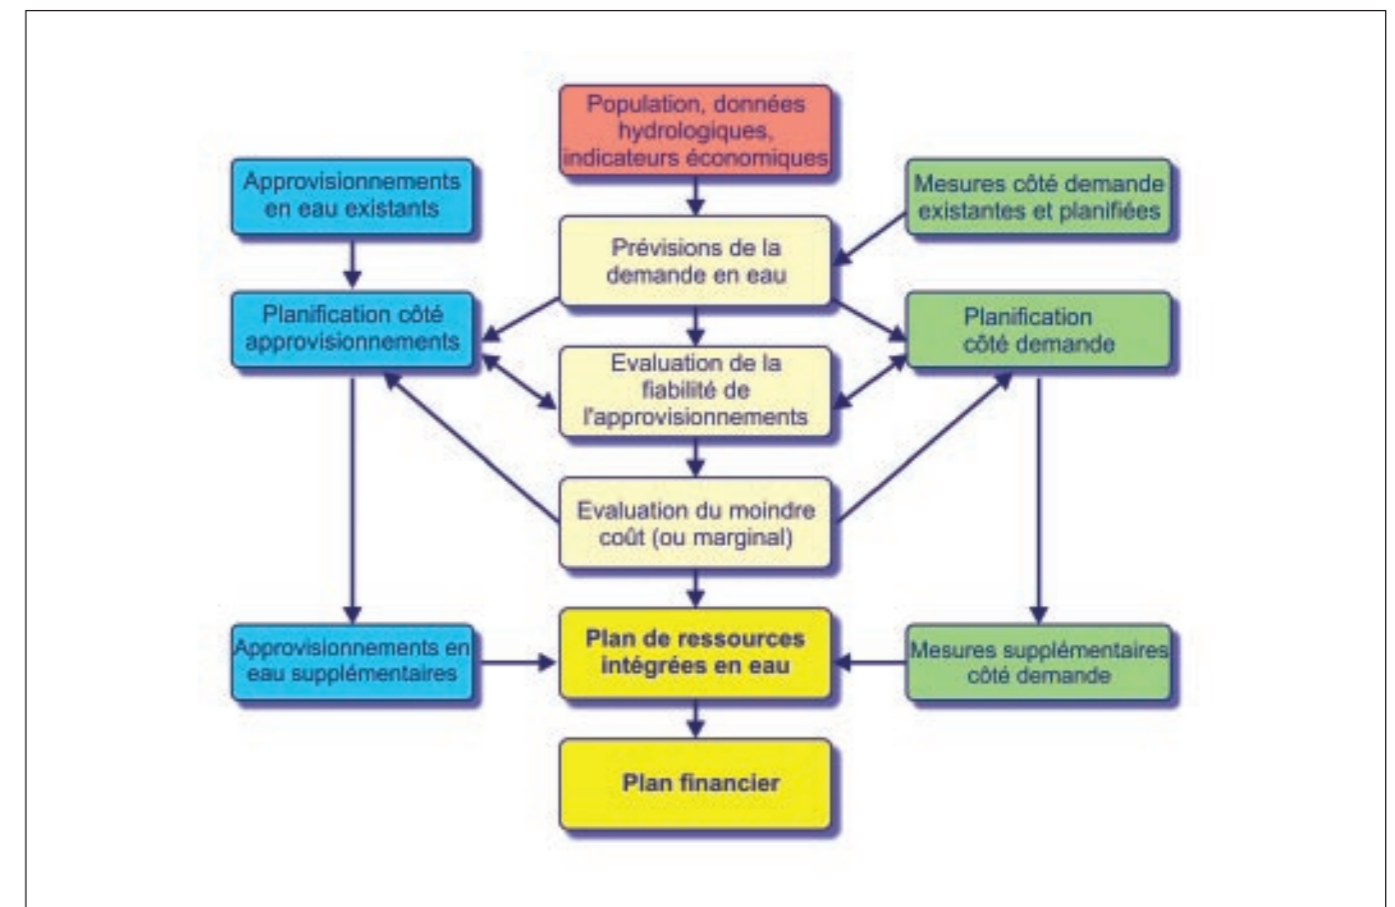 Population, données
hydrologiques,
indicateurs économiques
Approvisionnements
en eau existants
Mesures côté demande
existantes et planifiées
Prévisions de la
demande en eau
Planification côté
approvisionnements
Planification
côté demande
Evaluation de la
fiabilité de
l'approvisionnements
Evaluation du moindre
coût (ou marginal)
Approvisionnements en
eau supplémentaires
Plan de ressources
intégrées en eau
Mesures supplémentaires
côté demande
Plan financier